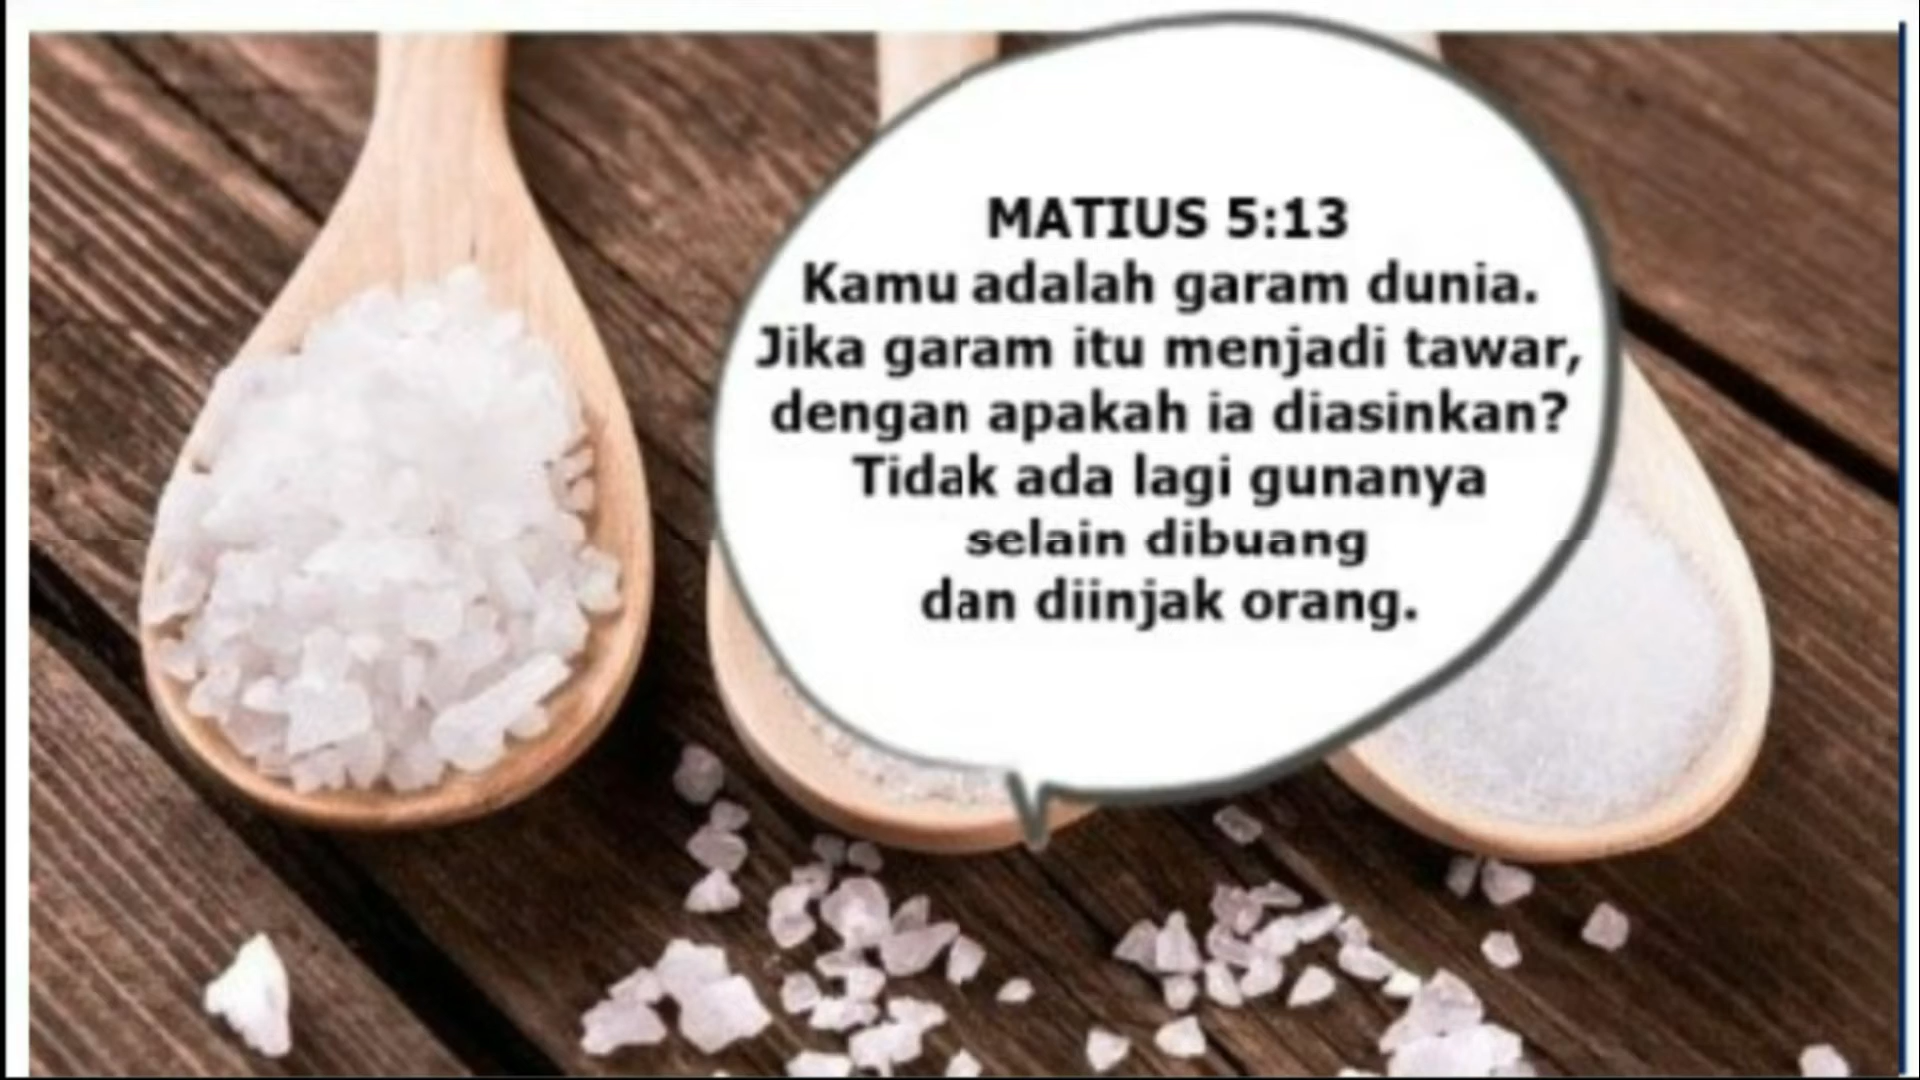 MATIUS 5:13
Kamu adalah garam dunia.
Jika garam itu menjadi tawar,
dengan apakah ia diasinkan?
Tidak ada lagi gunanya
selain dibuang
dan diinjak orang.